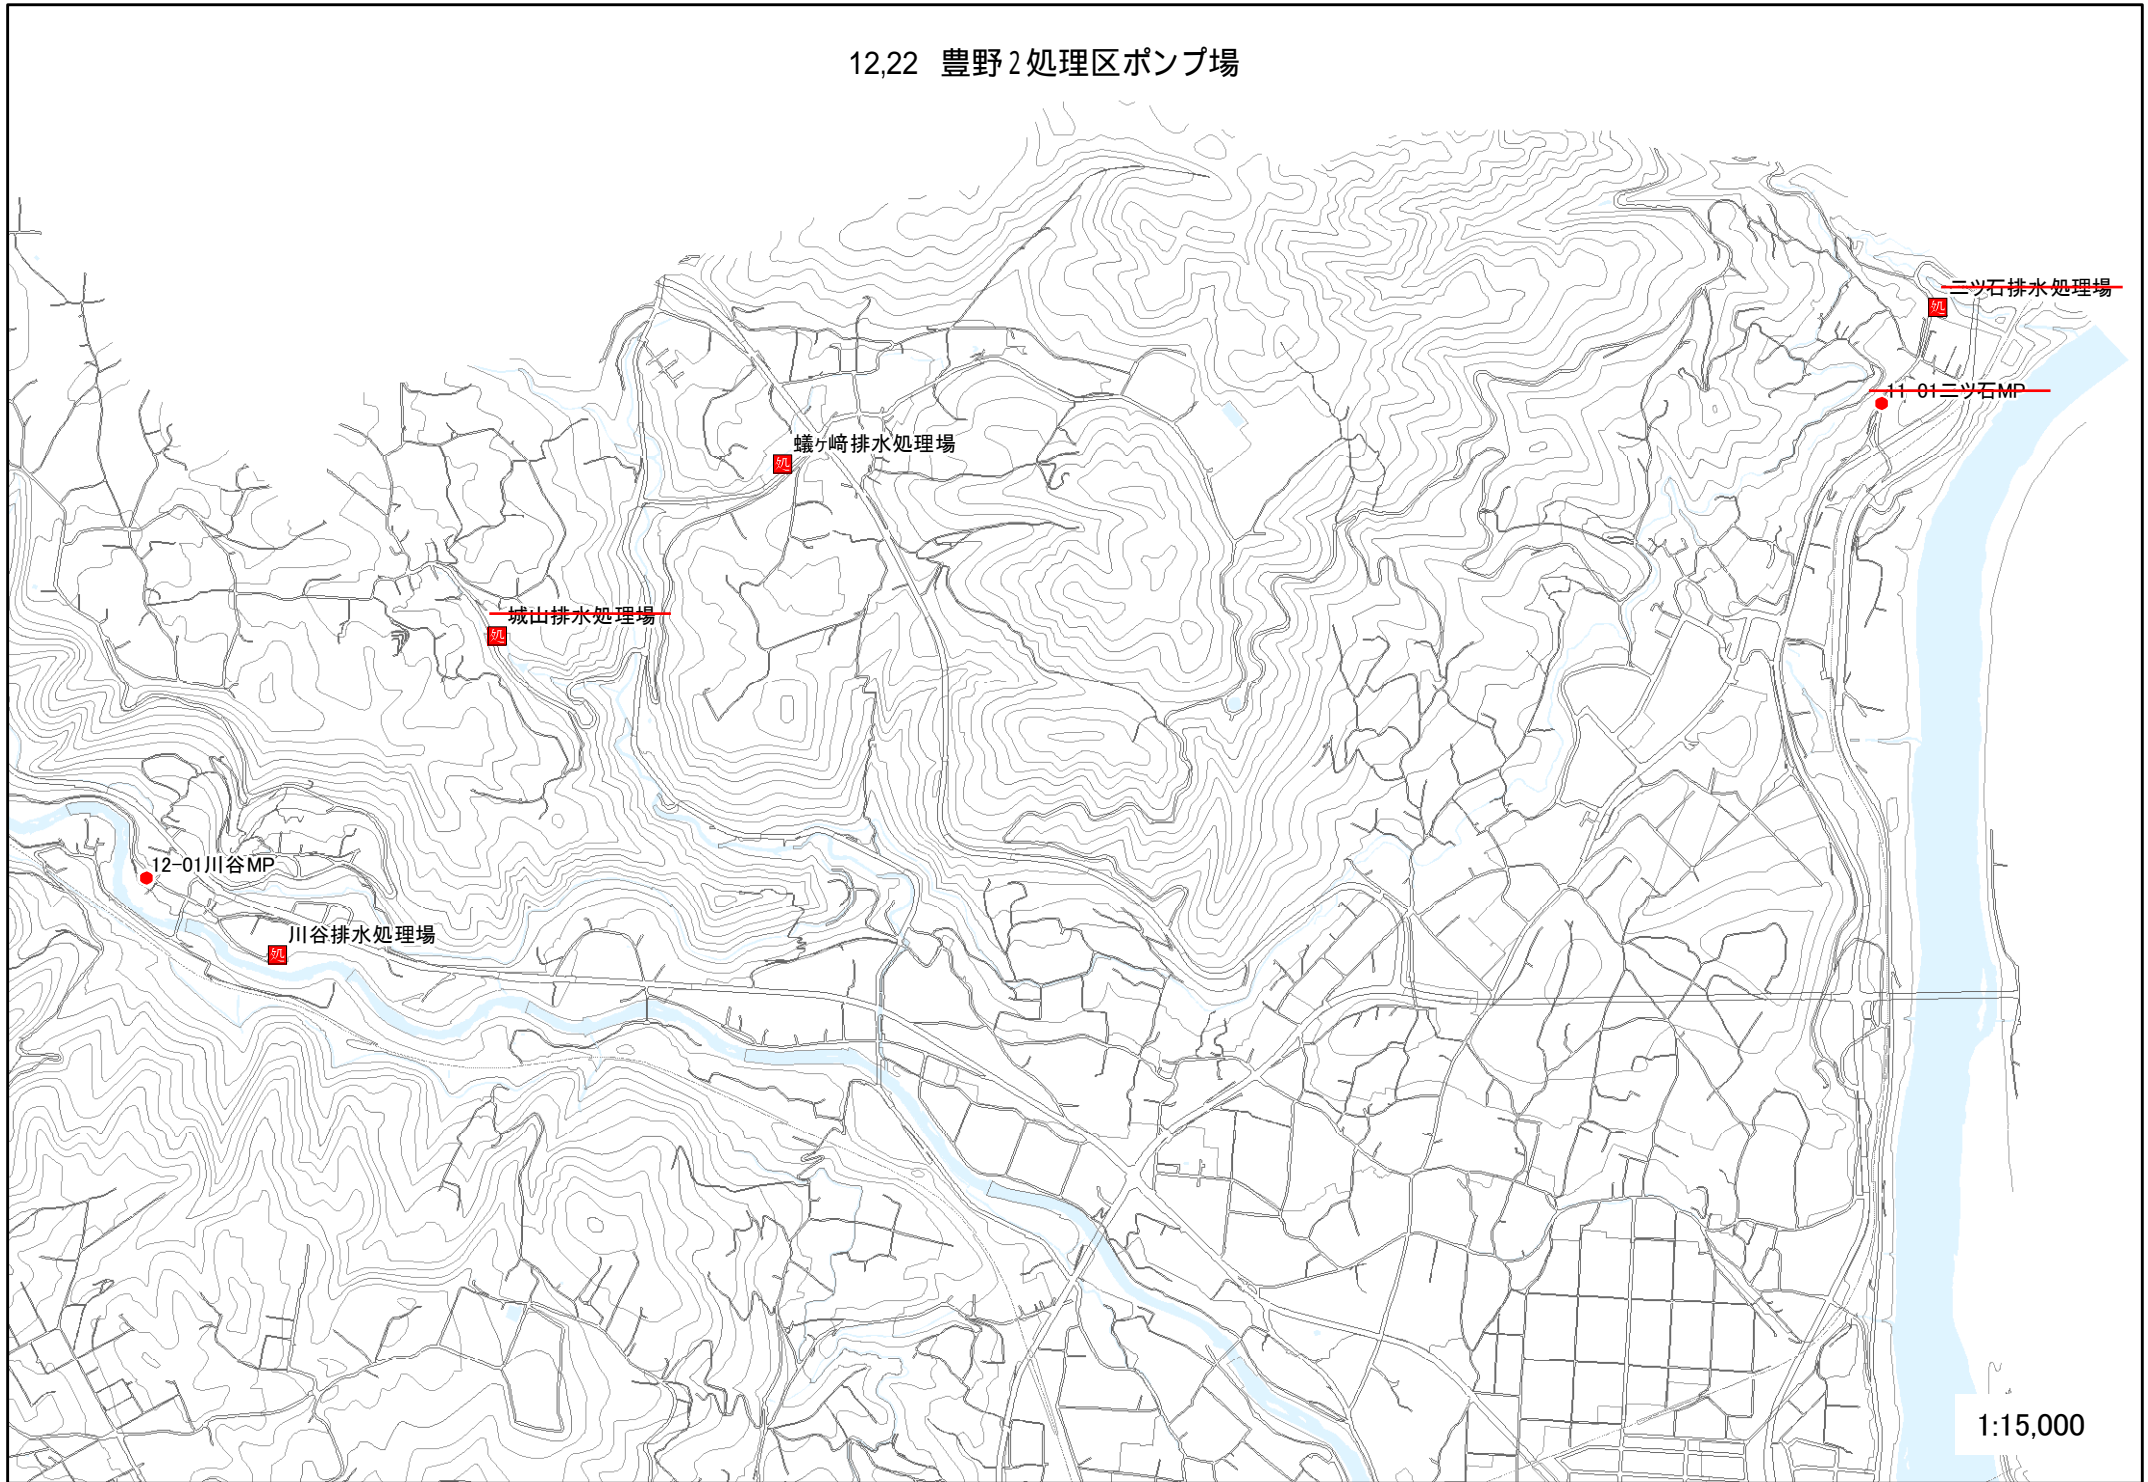 12,22 豊野2処理区ポンプ場
二ツ石排水処理場
処
11-01二ツ石MP
蟻ヶ﨑排水処理場
処
城山排水処理場
処
12-01川谷MP
川谷排水処理場
処
1:15,000